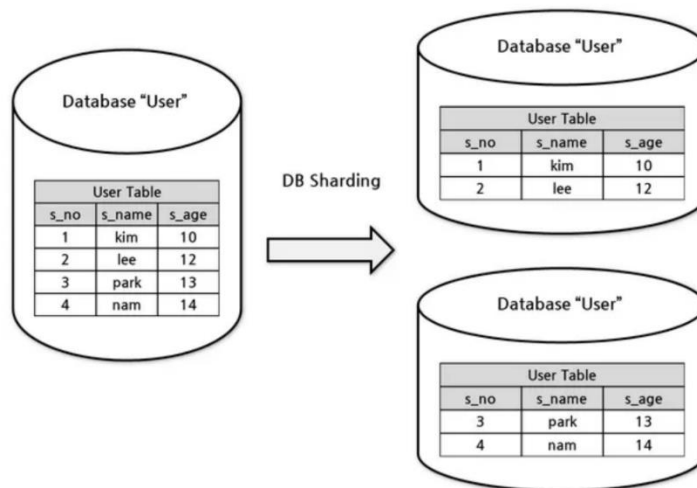 Database “User”
User Table
s_no s_name s_age
1 kim 10
2 lee 12
3 park 13
4 nam 14
DB Sharding
Database “User”
User Table
s_no s_name s_age
1 kim 10
2 lee 12
Database “User”
User Table
s_no s_name s_age
3 park 13
4 nam 14